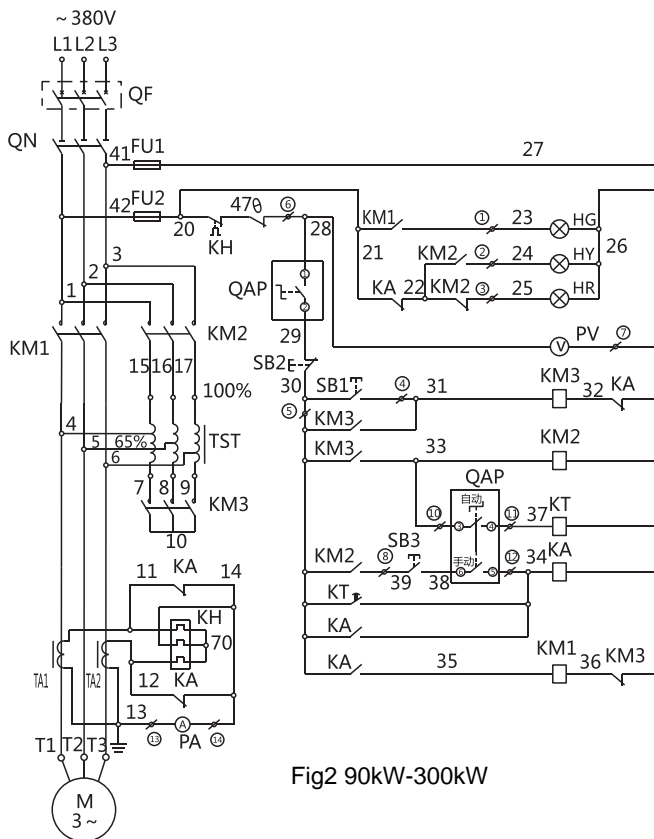 ~380V
L1 L2 L3
QF
QN
41 FU1 27
42 FU2 20 KH 47θ ⑥ 28
KM1 ① 23 HG
21 26
KM2 ② 24 HY
KA 22 KM2 ③ 25 HR
3
2
1
QAP ① ②
29
V PV ⑦
KM1 KM2
SB2
30
15 16 17
100%
SB1 ④ 31 KM3 32 KA
⑤
KM3
4 5 65% 6 TST
KM3 33 KM2
7 8 9 KM3
10
QAP
自动
⑩ ③ ④ ⑪ 37 KT
SB3
手动
KM2 ⑧ 39 38 ⑥ ⑤ ⑫ 34 KA
KT
KA
KA 35 KM1 36 KM3
11 KA 14
KH
70
KA
TA1 TA2
12
13
⑬ A PA ⑭
T1 T2 T3
M
3~
Fig2 90kW-300kW